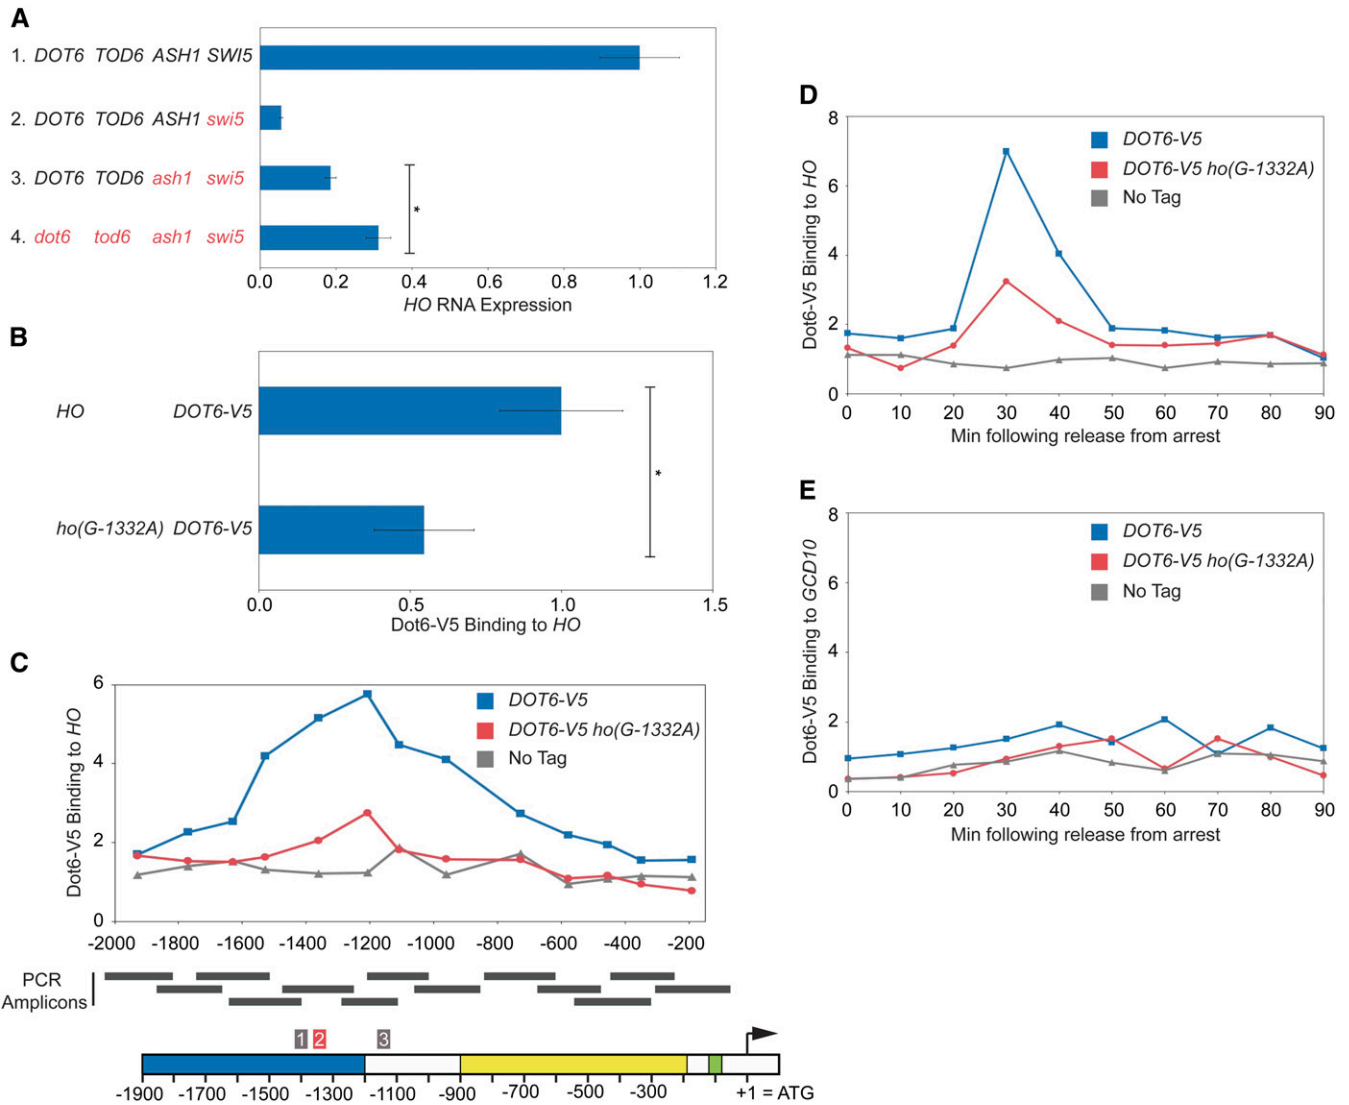 A
1. DOT6 TOD6 ASH1 SWI5
2. DOT6 TOD6 ASH1 swi5
3. DOT6 TOD6 ash1 swi5
4. dot6 tod6 ash1 swi5
*
0.0 0.2 0.4 0.6 0.8 1.0 1.2
HO RNA Expression
B
HO DOT6-V5
ho(G-1332A) DOT6-V5
*
0.0 0.5 1.0 1.5
Dot6-V5 Binding to HO
C
Dot6-V5 Binding to HO
6
4
2
0
DOT6-V5
DOT6-V5 ho(G-1332A)
No Tag
-2000 -1800 -1600 -1400 -1200 -1000 -800 -600 -400 -200
PCR
Amplicons
1 2 3
-1900 -1700 -1500 -1300 -1100 -900 -700 -500 -300 +1 = ATG
D
Dot6-V5 Binding to HO
8
6
4
2
0
DOT6-V5
DOT6-V5 ho(G-1332A)
No Tag
0 10 20 30 40 50 60 70 80 90
Min following release from arrest
E
Dot6-V5 Binding to GCD10
8
6
4
2
0
DOT6-V5
DOT6-V5 ho(G-1332A)
No Tag
0 10 20 30 40 50 60 70 80 90
Min following release from arrest